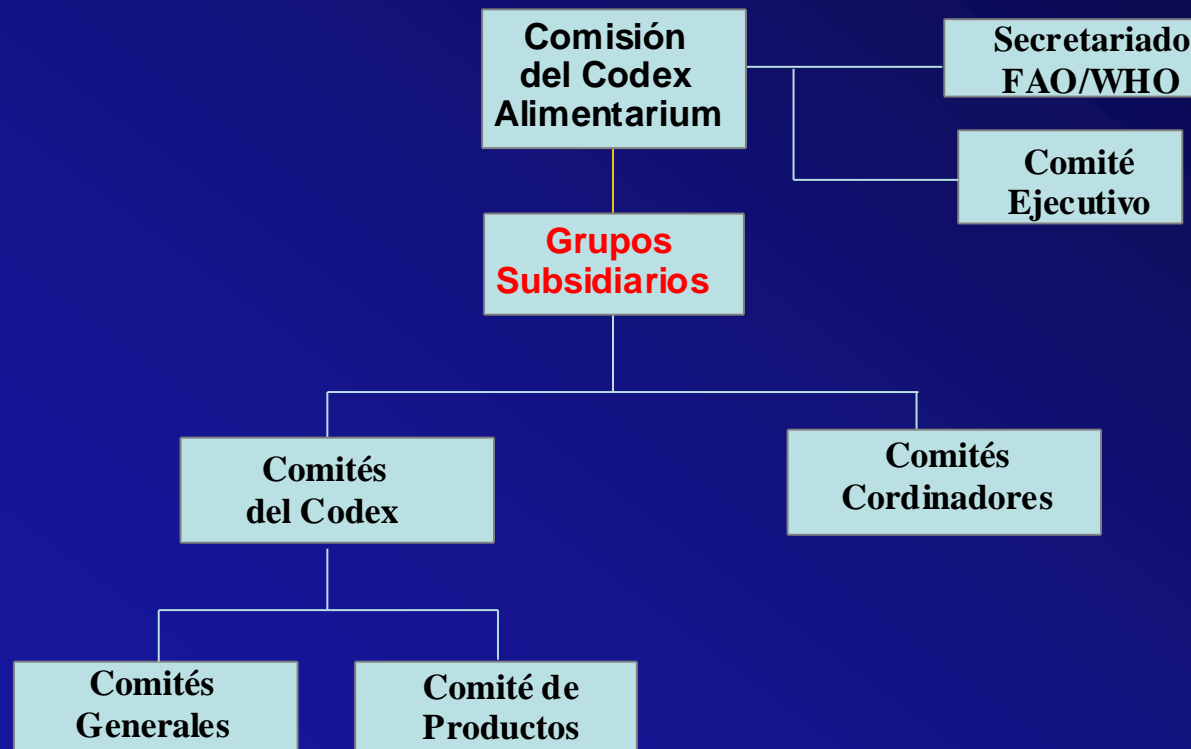 Comisión
del Codex
Alimentarium
Secretariado
FAO/WHO
Comité
Ejecutivo
Grupos
Subsidiarios
Comités
del Codex
Comités
Cordinadores
Comités
Generales
Comité de
Productos